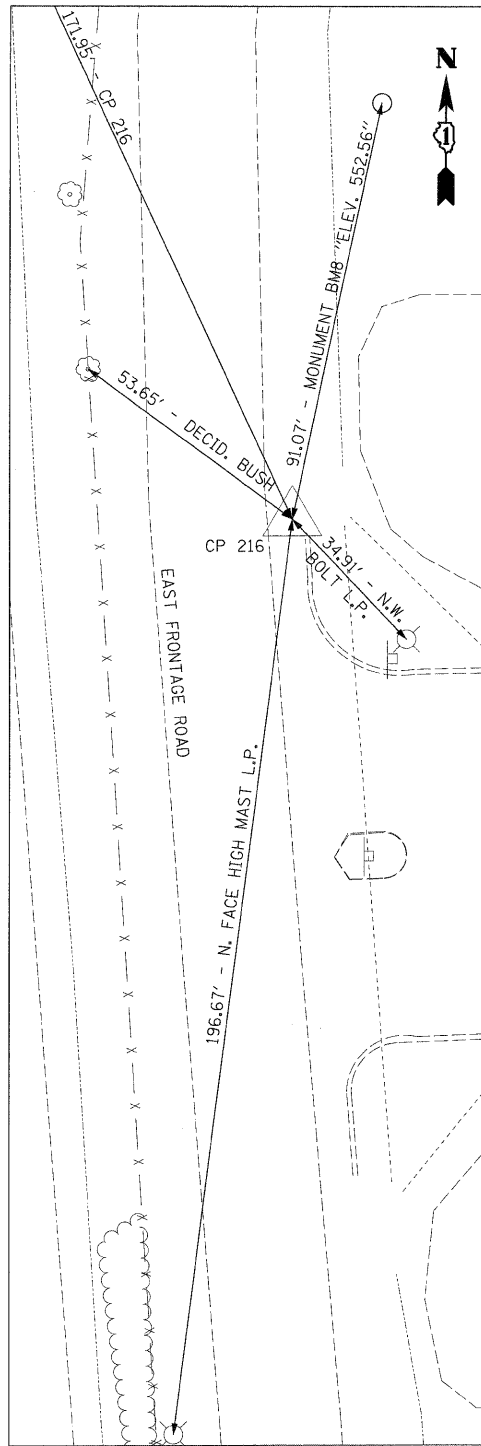 171.95 - CP 216
N
1
91.07' - MONUMENT BM8 "ELEV. 552.56"
53.65' - DECID. BUSH
CP 216
34.91' - N.W.
BOLT L.P.
EAST FRONTAGE ROAD
196.67' - N. FACE HIGH MAST L.P.